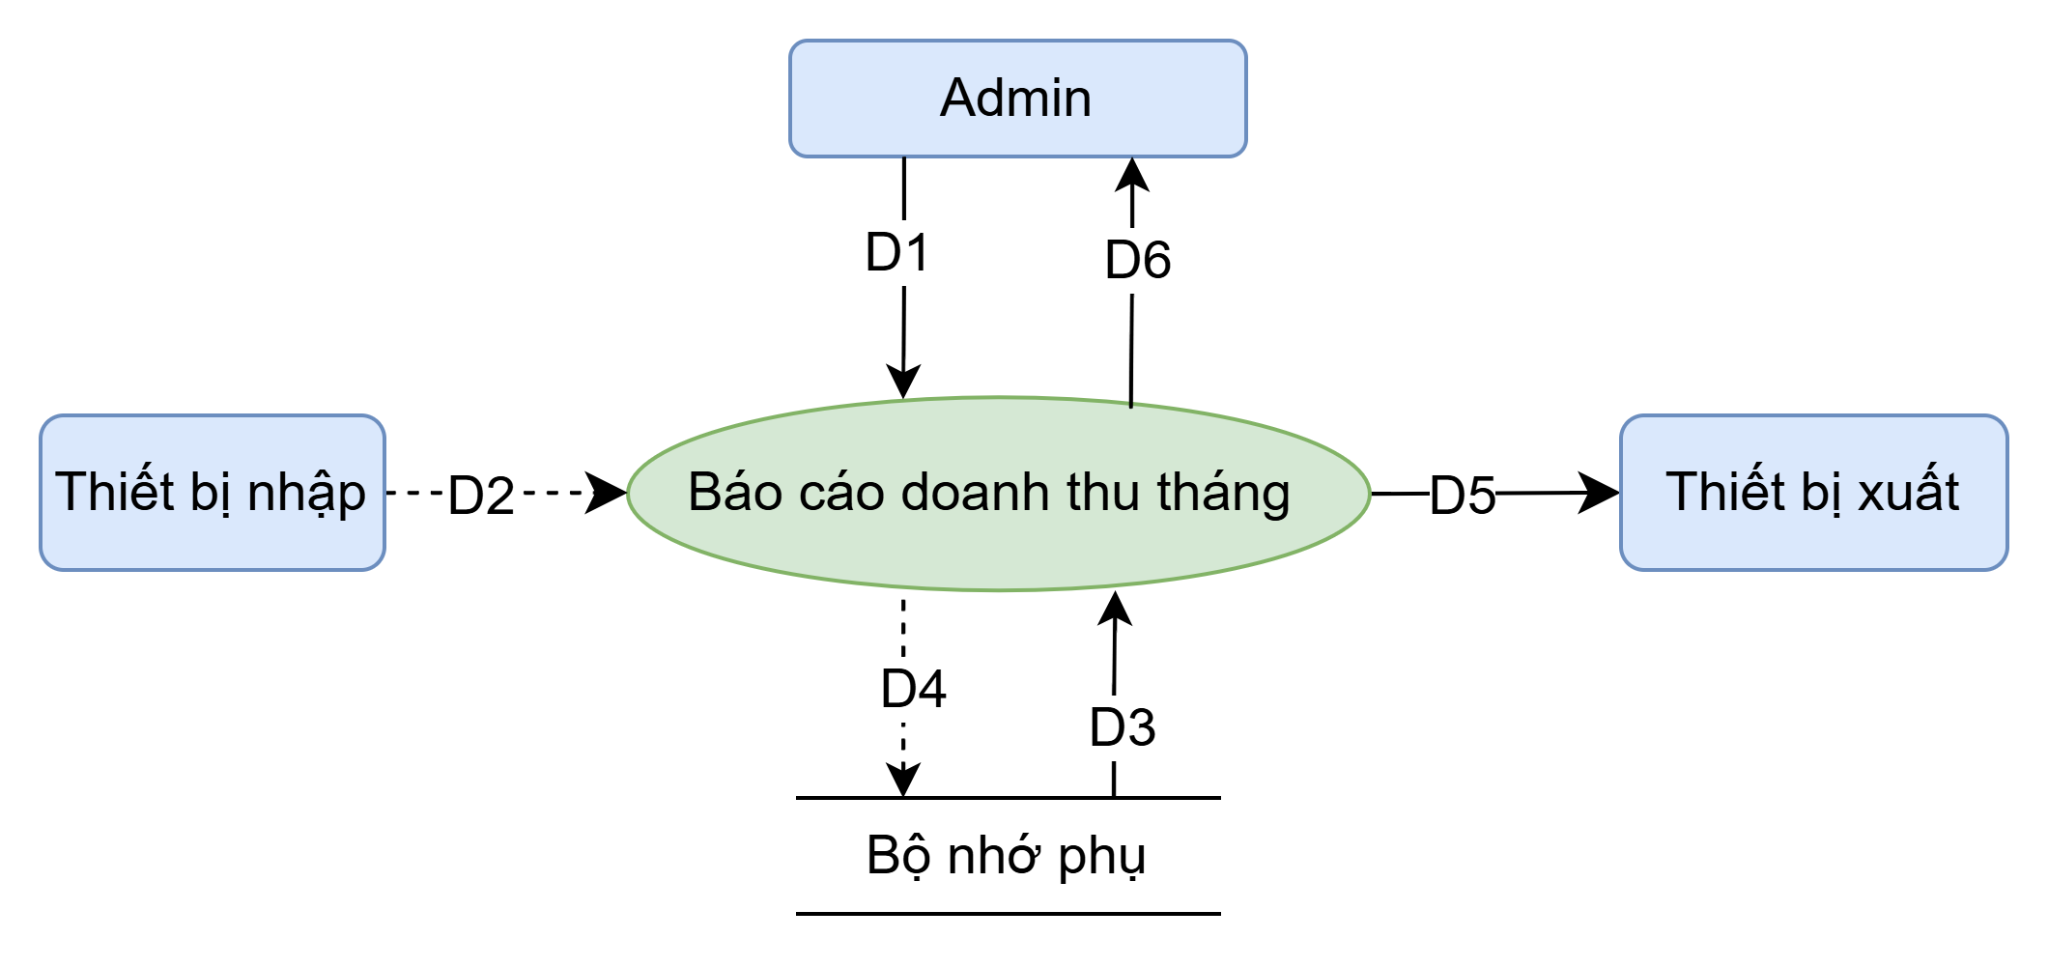 Admin
D1
D6
Thiết bị nhập
D2
Báo cáo doanh thu tháng
D5
Thiết bị xuất
D4
D3
Bộ nhớ phụ